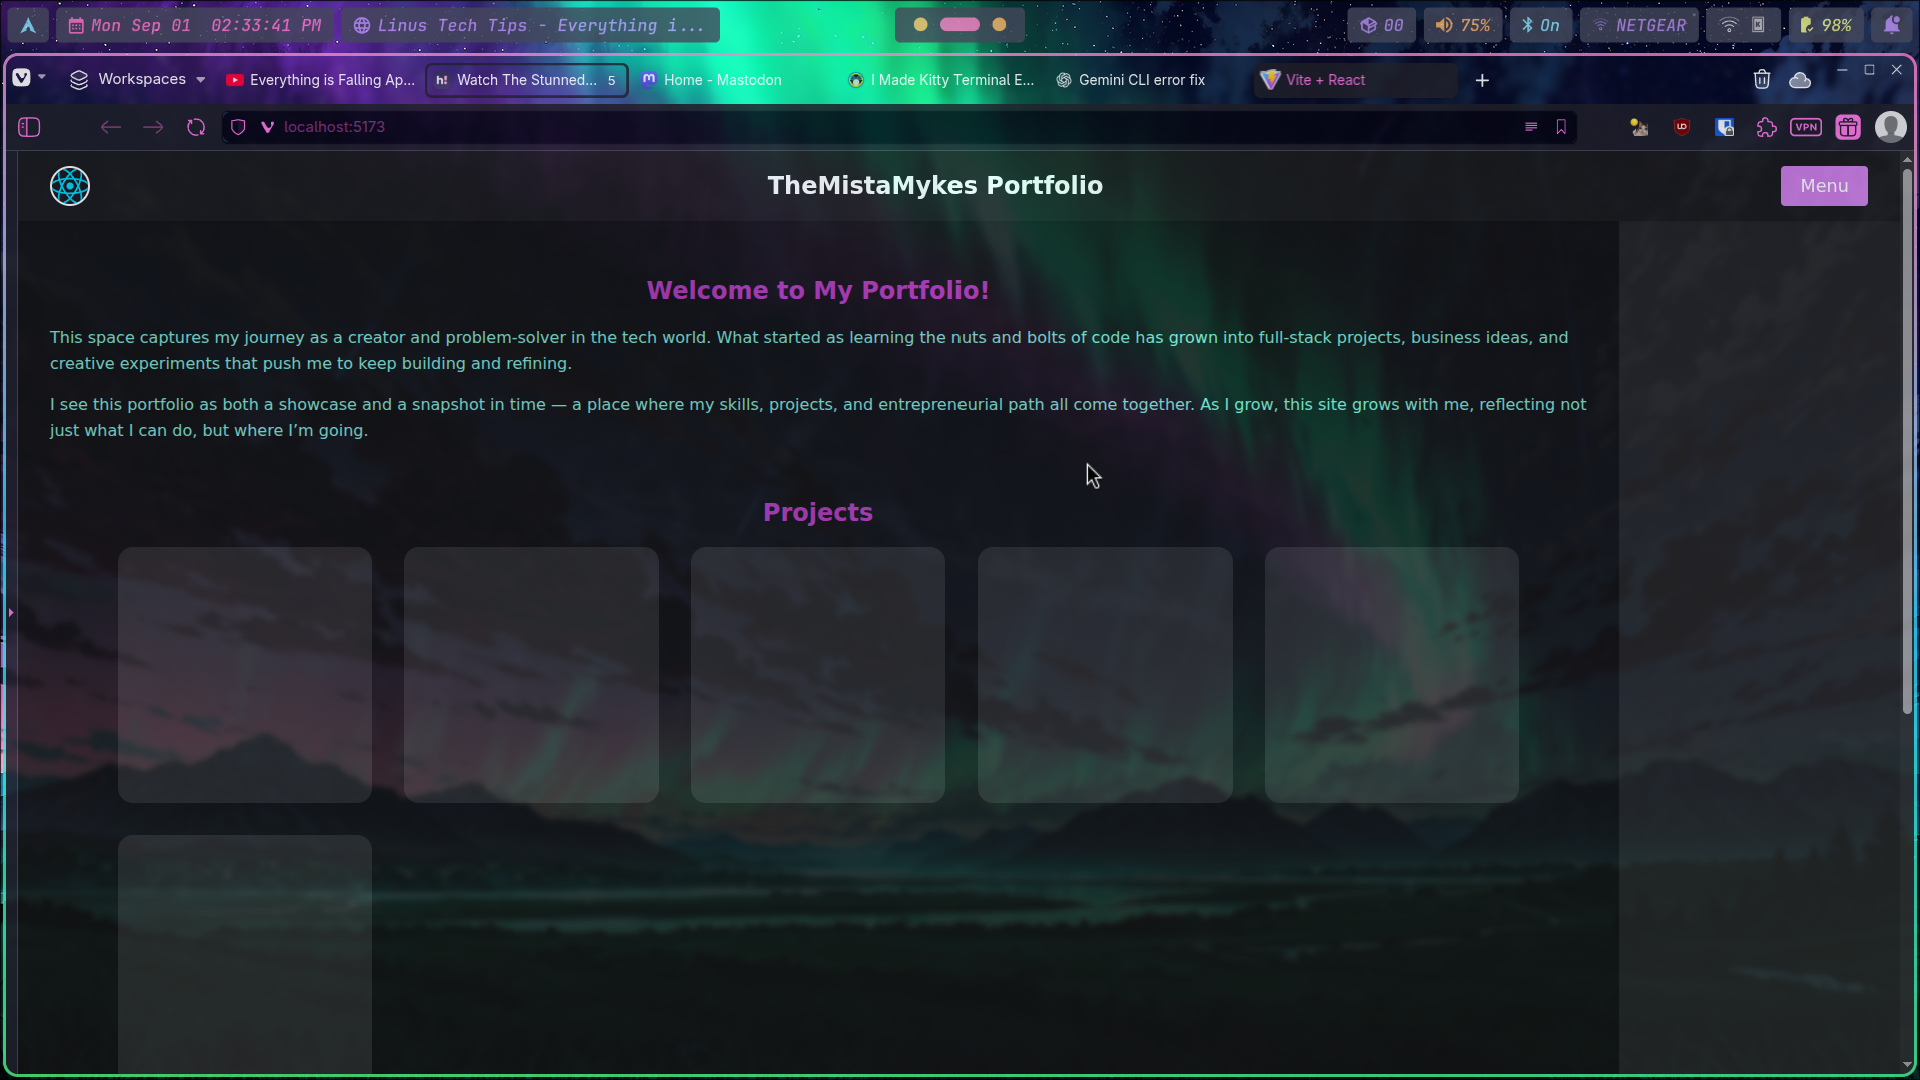 Mon Sep 01 02:33:41 PM
Linus Tech Tips - Everything i...
00
75%
On
NETGEAR
98%
Workspaces
Everything is Falling Ap...
h!
Watch The Stunned...
5
Home - Mastodon
I Made Kitty Terminal E...
Gemini CLI error fix
Vite + React
localhost:5173
VPN
TheMistaMykes Portfolio
Menu
Welcome to My Portfolio!
This space captures my journey as a creator and problem-solver in the tech world. What started as learning the nuts and bolts of code has grown into full-stack projects, business ideas, and
creative experiments that push me to keep building and refining.
I see this portfolio as both a showcase and a snapshot in time — a place where my skills, projects, and entrepreneurial path all come together. As I grow, this site grows with me, reflecting not
just what I can do, but where I’m going.
Projects